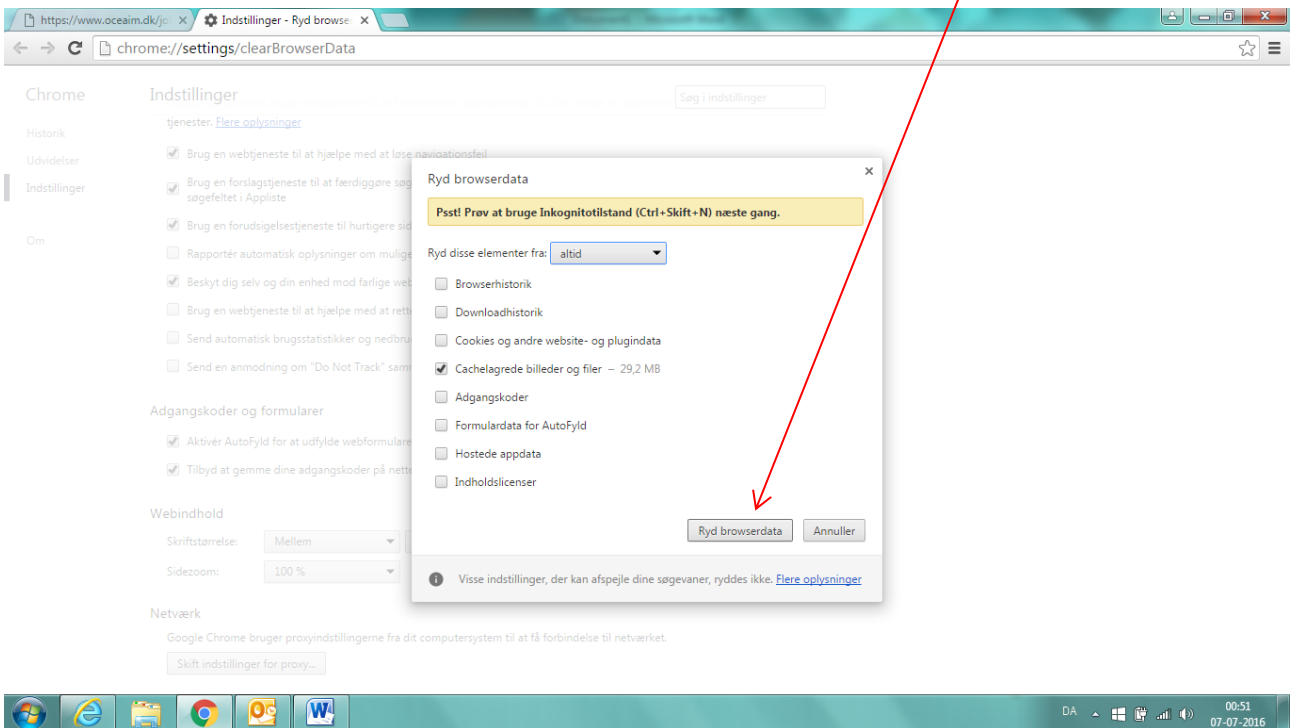 https://www.oceaim.dk/jo
Indstillinger - Ryd browse
chrome://settings/clearBrowserData
Chrome
Indstillinger
Søg i indstillinger
Historik
Udvidelser
Indstillinger
Om
tjenester. Flere oplysninger
Brug en webtjeneste til at hjælpe med at løse navigationsfejl
Brug en forslagstjeneste til at færdiggøre søg
søgefeltet i Appliste
Brug en forudsigelsestjeneste til hurtigere sid
Rapportér automatisk oplysninger om mulige
Beskyt dig selv og din enhed mod farlige web
Brug en webtjeneste til at hjælpe med at rette
Send automatisk brugsstatistikker og nedbru
Send en anmodning om "Do Not Track" sam
Adgangskoder og formularer
Aktivér AutoFyld for at udfylde webformulare
Tilbyd at gemme dine adgangskoder på nette
Webindhold
Skriftstørrelse: Mellem
Sidezoom: 100 %
Netværk
Google Chrome bruger proxyindstillingerne fra dit computersystem til at få forbindelse til netværket.
Skift indstillinger for proxy...
Ryd browserdata
Psst! Prøv at bruge Inkognitotilstand (Ctrl+Skift+N) næste gang.
Ryd disse elementer fra: altid
Browserhistorik
Downloadhistorik
Cookies og andre website- og plugindata
Cachelagrede billeder og filer – 29,2 MB
Adgangskoder
Formulardata for AutoFyld
Hostede appdata
Indholdslicenser
Ryd browserdata Annuller
Visse indstillinger, der kan afspejle dine søgevaner, ryddes ikke. Flere oplysninger
DA
00:51
07-07-2016